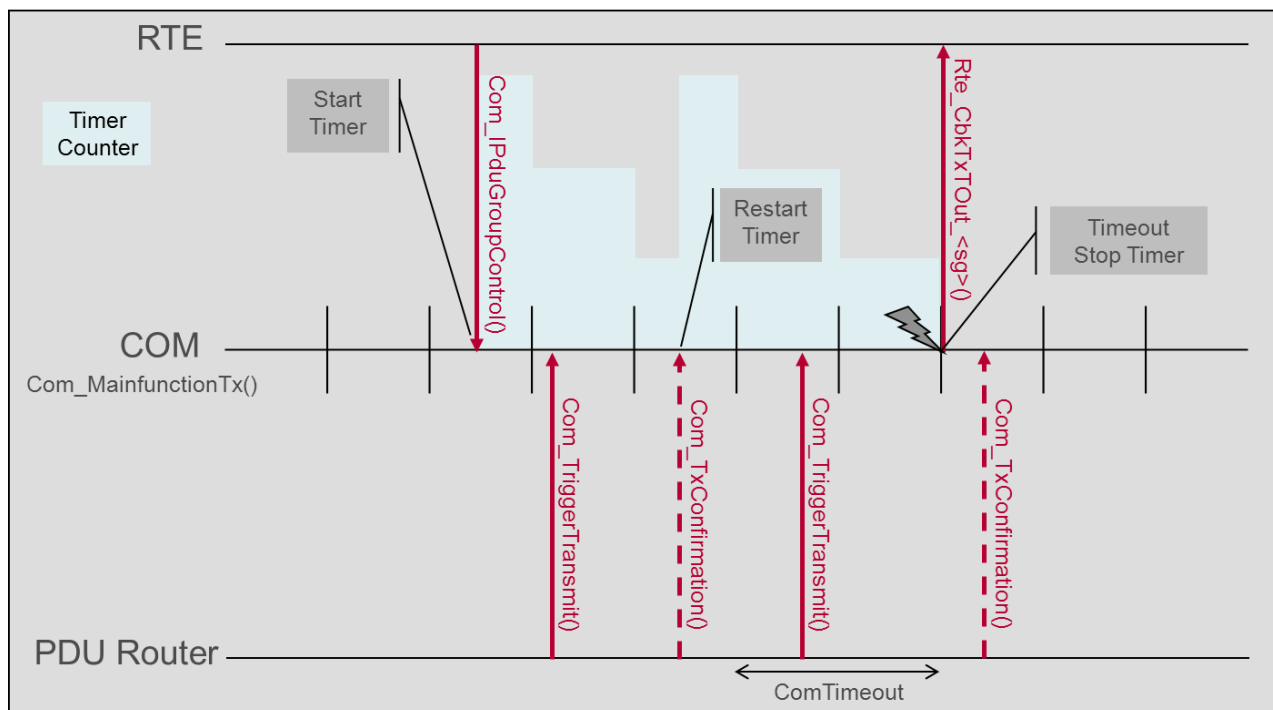 RTE
Timer
Counter
Start
Timer
Com_IPduGroupControl()
Restart
Timer
Rte_CbkTxTOut_<sg>()
Timeout
Stop Timer
COM
Com_MainfunctionTx()
Com_TriggerTransmit()
Com_TxConfirmation()
Com_TriggerTransmit()
Com_TxConfirmation()
PDU Router
ComTimeout